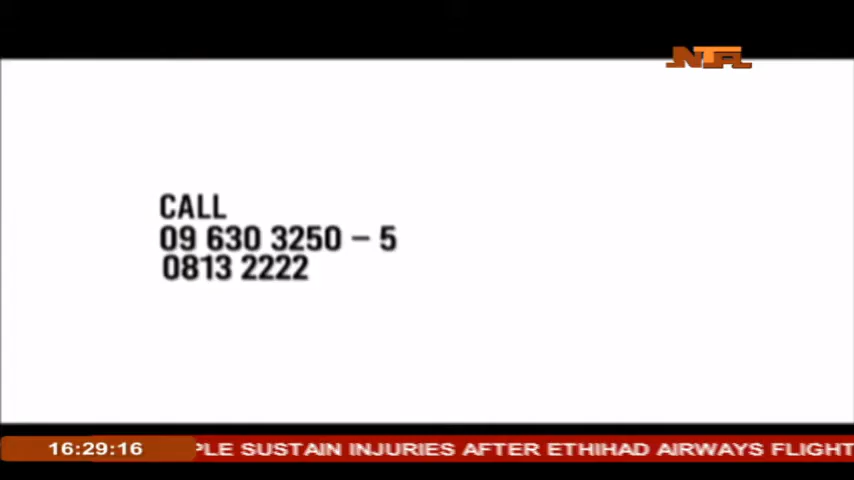 NTA
CALL
09 630 3250 – 5
0813 2222
16:29:16
PLE SUSTAIN INJURIES AFTER ETHIHAD AIRWAYS FLIGHT